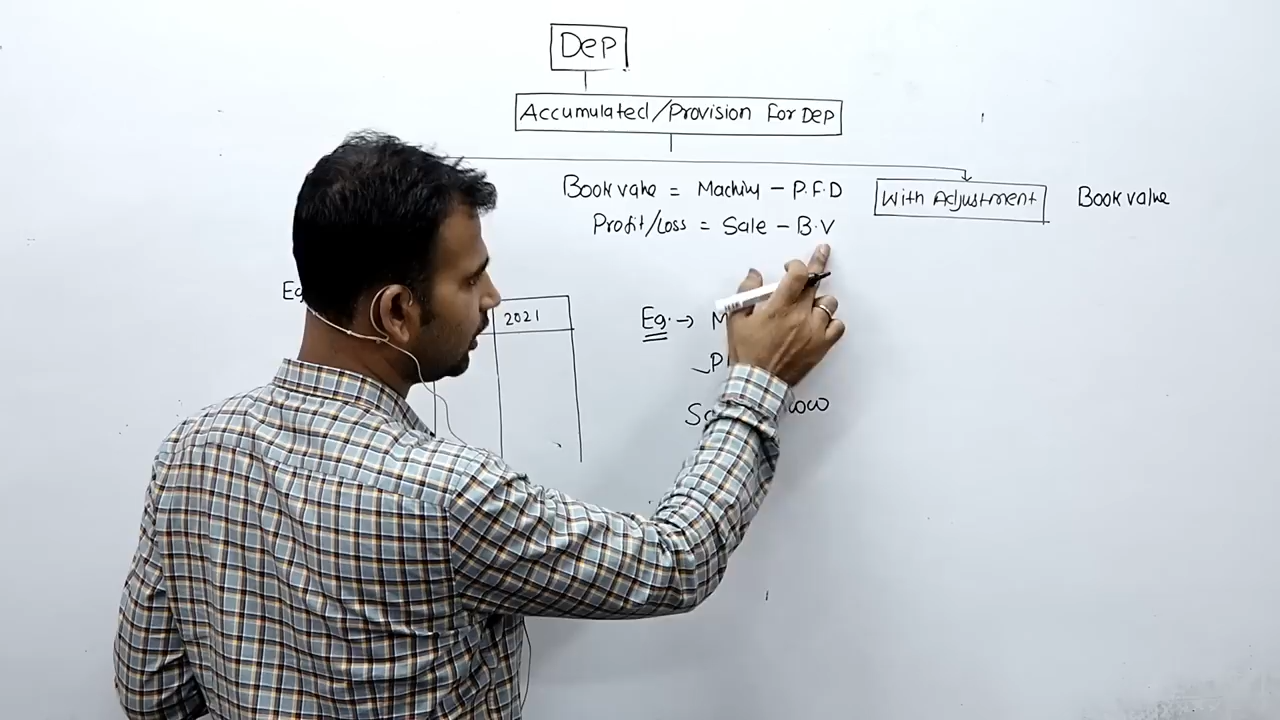 Dep
Accumulated/Provision For Dep
Book value = Machiny - P.F.D
With Adjustment
Book value
Profit/Loss = Sale - B.V
2021
Eg. →